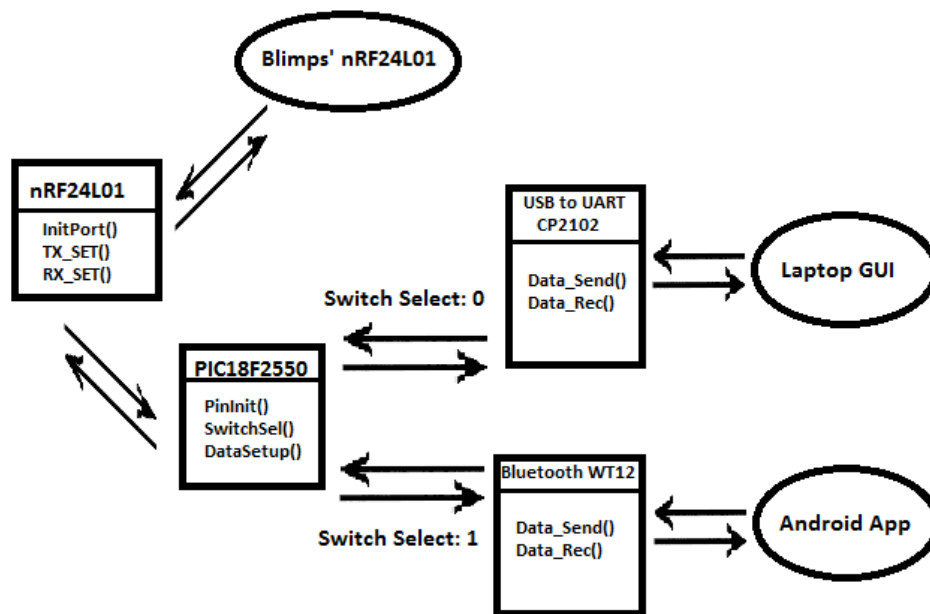 Blimps' nRF24L01
nRF24L01
InitPort()
TX_SET()
RX_SET()
USB to UART
CP2102
Data_Send()
Data_Rec()
Laptop GUI
Switch Select: 0
PIC18F2550
PinInit()
SwitchSel()
DataSetup()
Switch Select: 1
Bluetooth WT12
Data_Send()
Data_Rec()
Android App